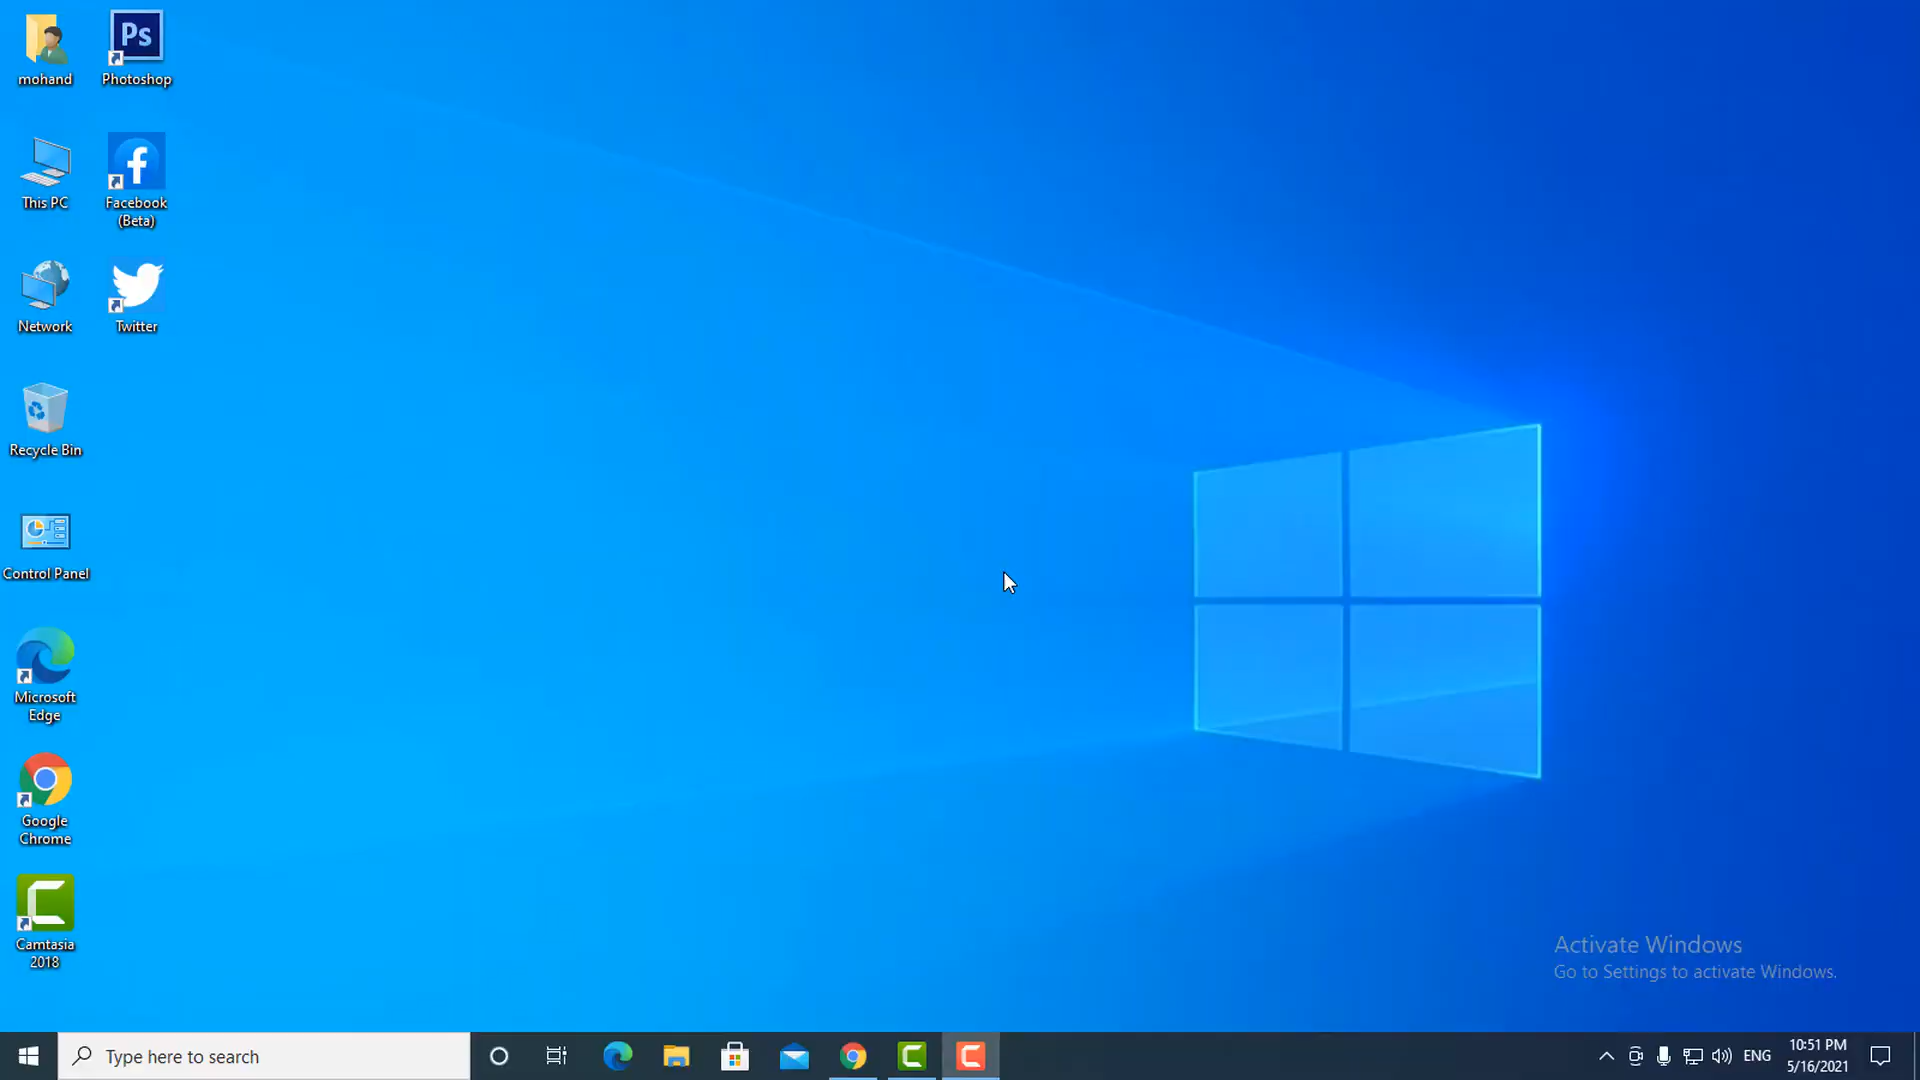 mohand
Photoshop
Ps
This PC
Facebook
(Beta)
Network
Twitter
Recycle Bin
Control Panel
Microsoft
Edge
Google
Chrome
Camtasia
2018
Activate Windows
Go to Settings to activate Windows.
Type here to search
ENG
10:51 PM
5/16/2021